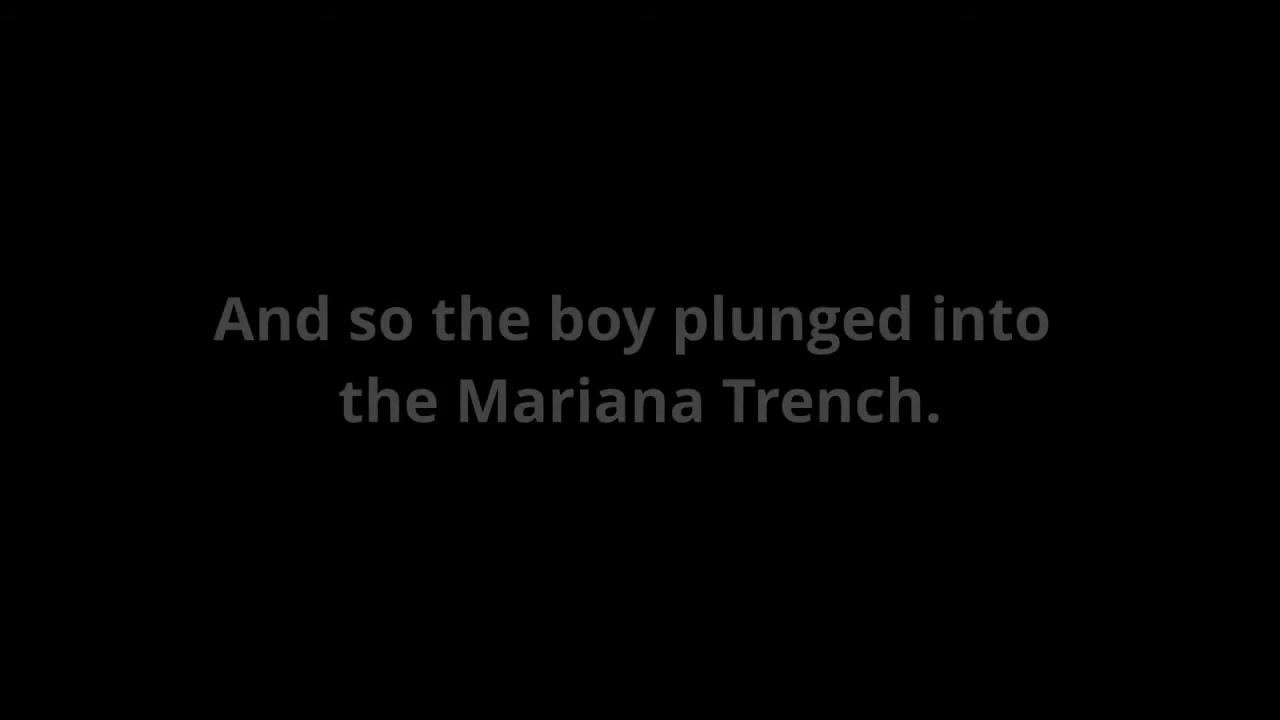 And so the boy plunged into
the Mariana Trench.